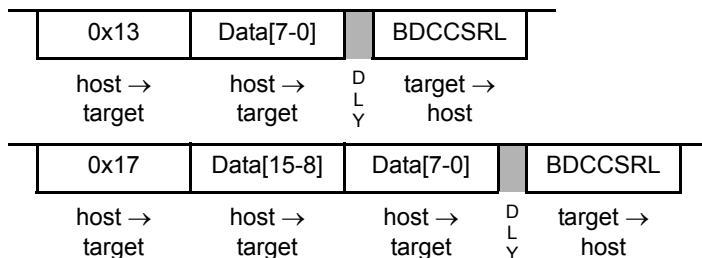 0x13 Data[7-0] BDCCSRL
host → host → D target →
target target L host
Y
0x17 Data[15-8] Data[7-0] BDCCSRL
host → host → host → D target →
target target target L host
Y